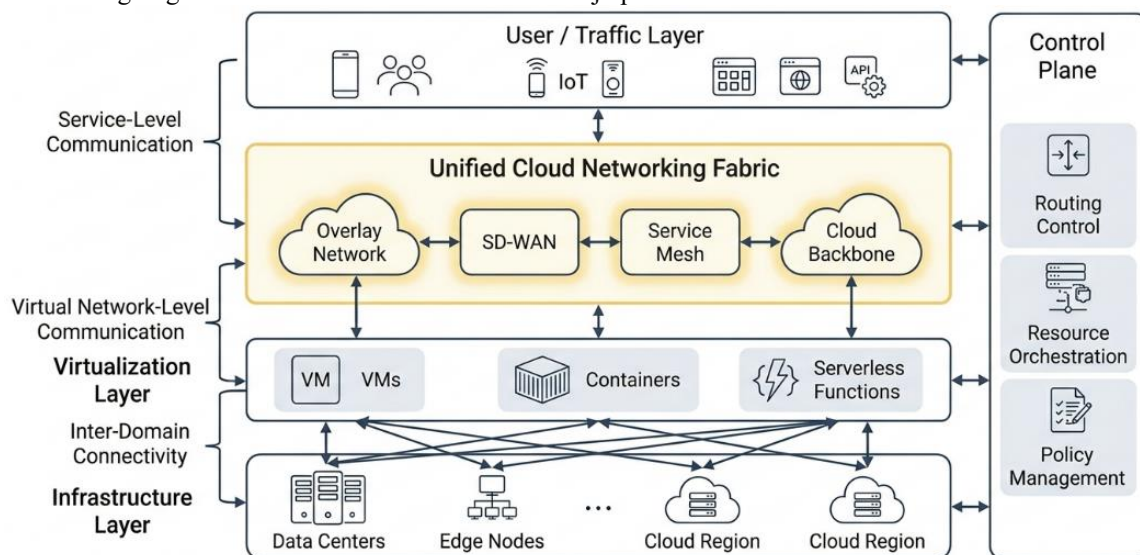 User / Traffic Layer
IoT
API
Control
Plane
Service-Level
Communication
Unified Cloud Networking Fabric
Overlay
Network
SD-WAN
Service
Mesh
Cloud
Backbone
Routing
Control
Virtual Network-Level
Communication
Virtualization
Layer
VM
VMs
Containers
Serverless
Functions
Resource
Orchestration
Inter-Domain
Connectivity
Policy
Management
Infrastructure
Layer
Data Centers
Edge Nodes
...
Cloud Region
Cloud Region